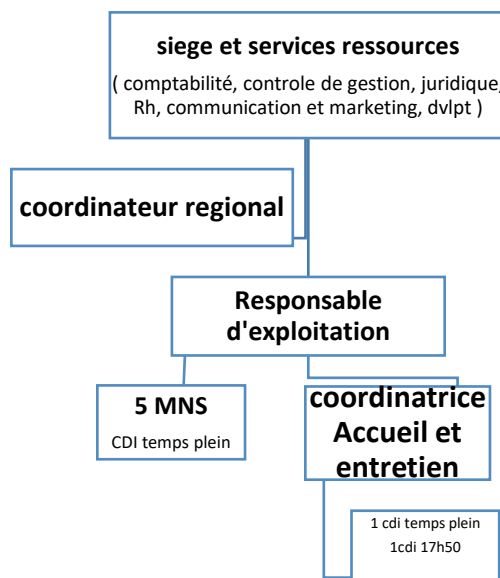 siege et services ressources
( comptabilité, controle de gestion, juridique,
Rh, communication et marketing, dvlpt )
coordinateur regional
Responsable
d'exploitation
5 MNS
CDI temps plein
coordinatrice
Accueil et
entretien
1 cdi temps plein
1cdi 17h50